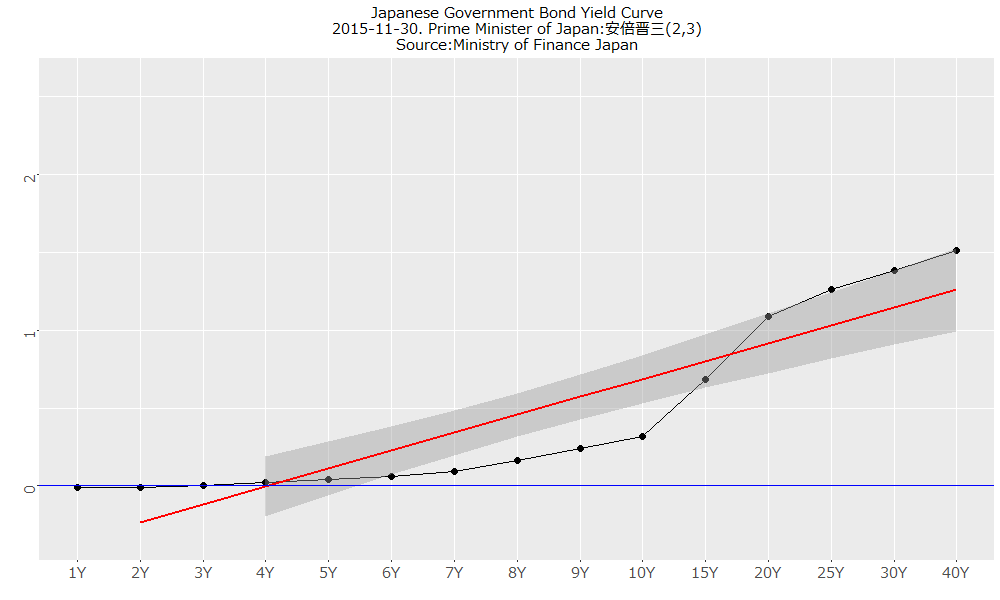 Japanese Government Bond Yield Curve
2015-11-30. Prime Minister of Japan:安倍晋三(2,3)
Source:Ministry of Finance Japan
2
1
0
1Y 2Y 3Y 4Y 5Y 6Y 7Y 8Y 9Y 10Y 15Y 20Y 25Y 30Y 40Y